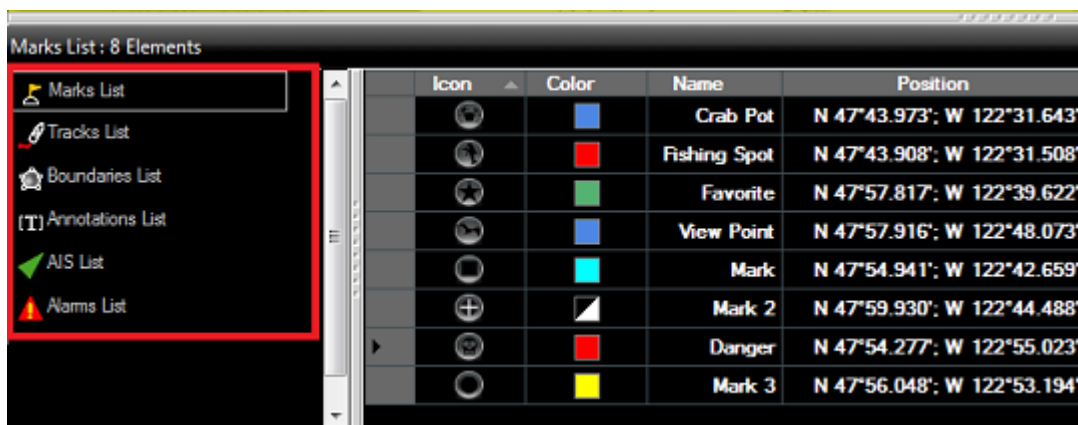 Marks List : 8 Elements
Marks List
Tracks List
Boundaries List
[T] Annotations List
AIS List
Alarms List
Icon Color Name Position
Crab Pot N 47°43.973'; W 122°31.643'
Fishing Spot N 47°43.908'; W 122°31.508'
Favorite N 47°57.817'; W 122°39.622'
View Point N 47°57.916'; W 122°48.073'
Mark N 47°54.941'; W 122°42.659'
Mark 2 N 47°59.930'; W 122°44.488'
Danger N 47°54.277'; W 122°55.023'
Mark 3 N 47°56.048'; W 122°53.194'